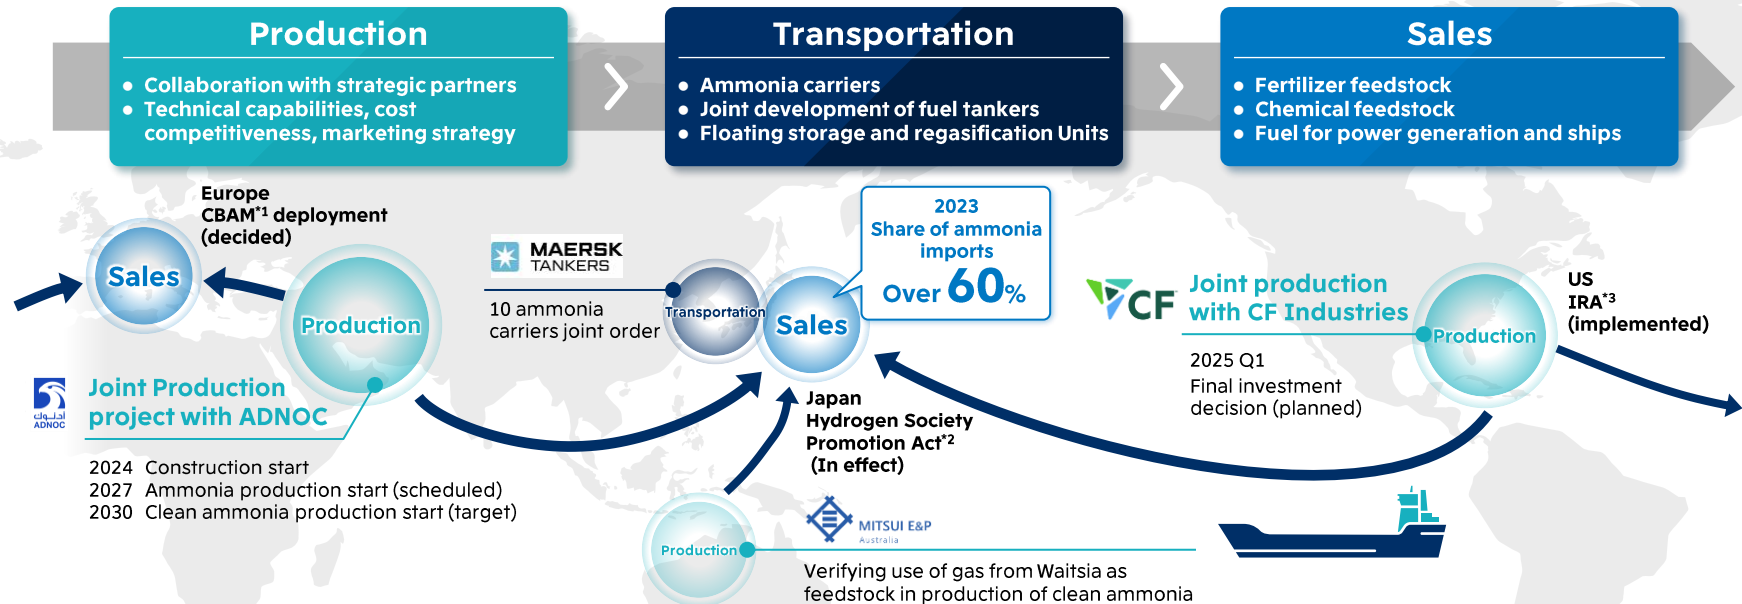 Production
Collaboration with strategic partners
Technical capabilities, cost
competitiveness, marketing strategy
Transportation
Ammonia carriers
Joint development of fuel tankers
Floating storage and regasification Units
Sales
Fertilizer feedstock
Chemical feedstock
Fuel for power generation and ships
Europe
CBAM*1 deployment
(decided)
Sales
Production
أدنوك
ADNOC
Joint Production
project with ADNOC
2024 Construction start
2027 Ammonia production start (scheduled)
2030 Clean ammonia production start (target)
MAERSK
TANKERS
10 ammonia
carriers joint order
Transportation
Sales
2023
Share of ammonia
imports
Over 60%
Japan
Hydrogen Society
Promotion Act*2
(In effect)
Production
MITSUI E&P
Australia
Verifying use of gas from Waitsia as
feedstock in production of clean ammonia
CF
Joint production
with CF Industries
2025 Q1
Final investment
decision (planned)
Production
US
IRA*3
(implemented)